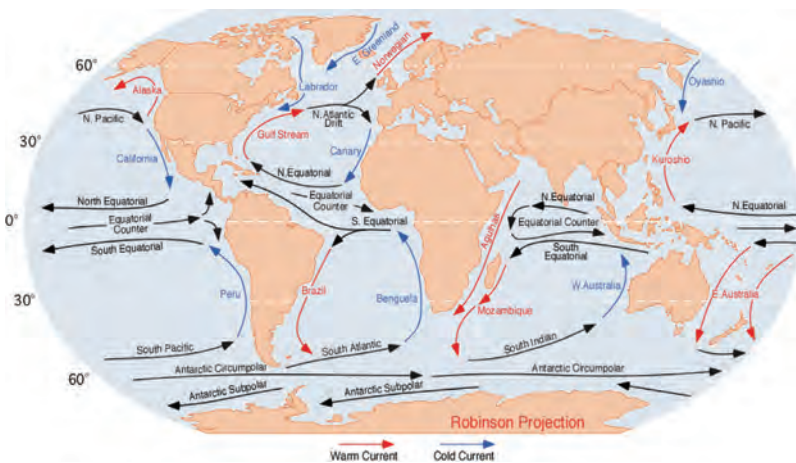 60°
30°
0°
30°
60°
Alaska
N. Pacific
California
North Equatorial
Equatorial
Counter
South Equatorial
Peru
South Pacific
Antarctic Circumpolar
Antarctic Subpolar
Labrador
E. Greenland
Norwegian
N. Atlantic
Drift
Gulf Stream
Canary
N. Equatorial
Equatorial
Counter
S. Equatorial
Brazil
Benguela
South Atlantic
Antarctic Subpolar
Agulhas
Mozambique
N. Equatorial
Equatorial Counter
South
Equatorial
W. Australia
South Indian
Antarctic Circumpolar
Oyashio
N. Pacific
Kuroshio
N. Equatorial
E. Australia
Robinson Projection
Warm Current
Cold Current